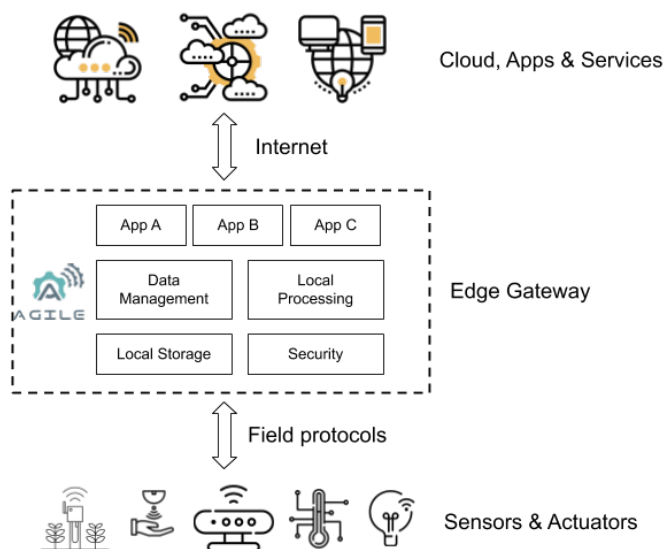 Cloud, Apps & Services
Internet
App A
App B
App C
Data
Management
Local
Processing
AGILE
Edge Gateway
Local Storage
Security
Field protocols
Sensors & Actuators